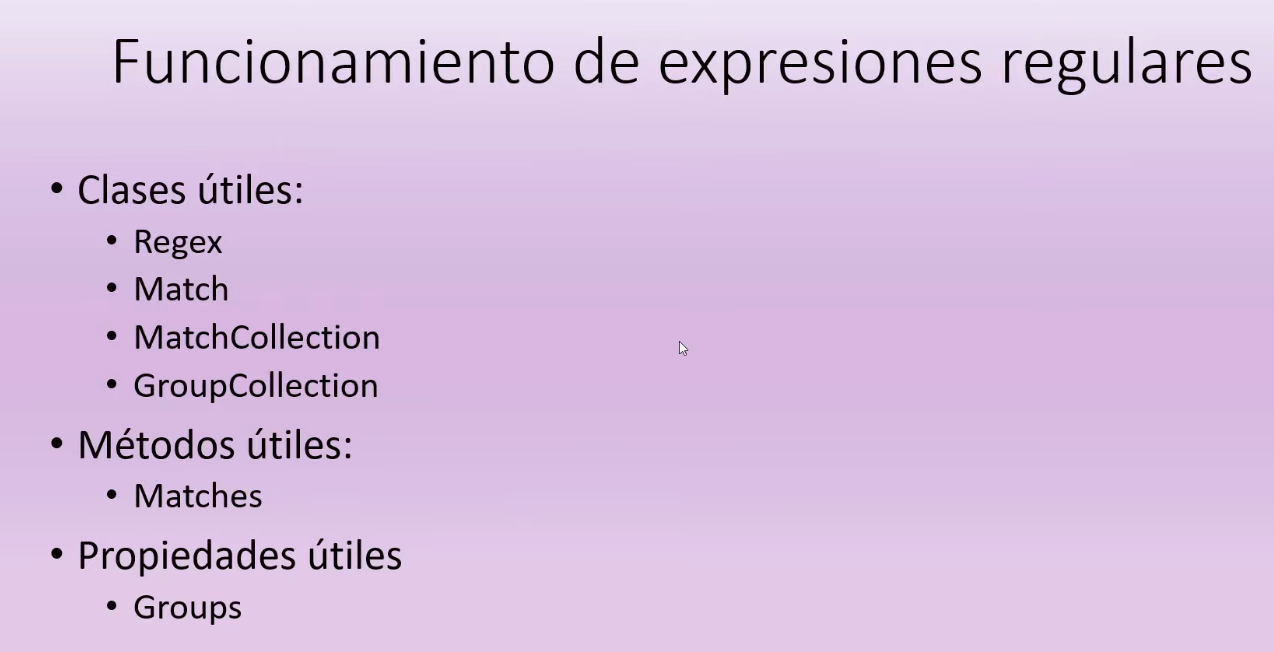 Funcionamiento de expresiones regulares
• Clases útiles:
• Regex
• Match
• MatchCollection
• GroupCollection
• Métodos útiles:
• Matches
• Propiedades útiles
• Groups